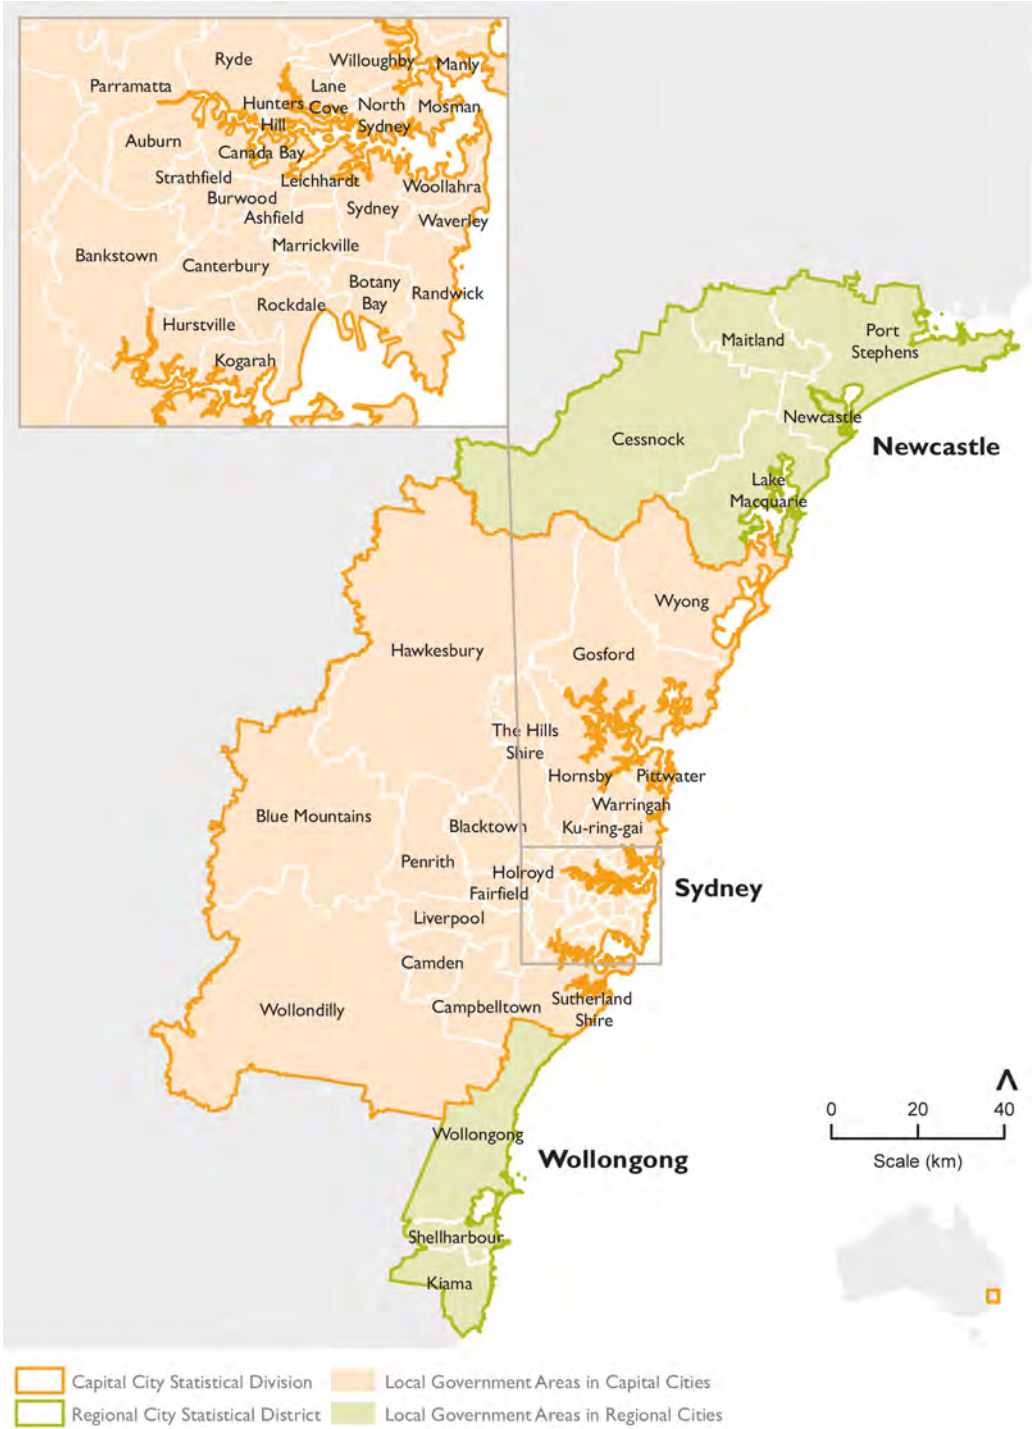 Ryde
Willoughby
Manly
Parramatta
Lane
Cove
Hunters
Hill
North
Sydney
Mosman
Auburn
Canada Bay
Strathfield
Leichhardt
Woollahra
Burwood
Ashfield
Sydney
Waverley
Marrickville
Bankstown
Canterbury
Botany
Bay
Randwick
Rockdale
Hurstville
Kogarah
Maitland
Port
Stephens
Newcastle
Cessnock
Newcastle
Lake
Macquarie
Wyong
Hawkesbury
Gosford
The Hills
Shire
Hornsby
Pittwater
Warringah
Blue Mountains
Blacktown
Ku-ring-gai
Penrith
Holroyd
Fairfield
Sydney
Liverpool
Camden
Wollondilly
Campbelltown
Sutherland
Shire
Wollongong
Wollongong
Shellharbour
Kiama
0 20 40
Scale (km)
Capital City Statistical Division
Local Government Areas in Capital Cities
Regional City Statistical District
Local Government Areas in Regional Cities